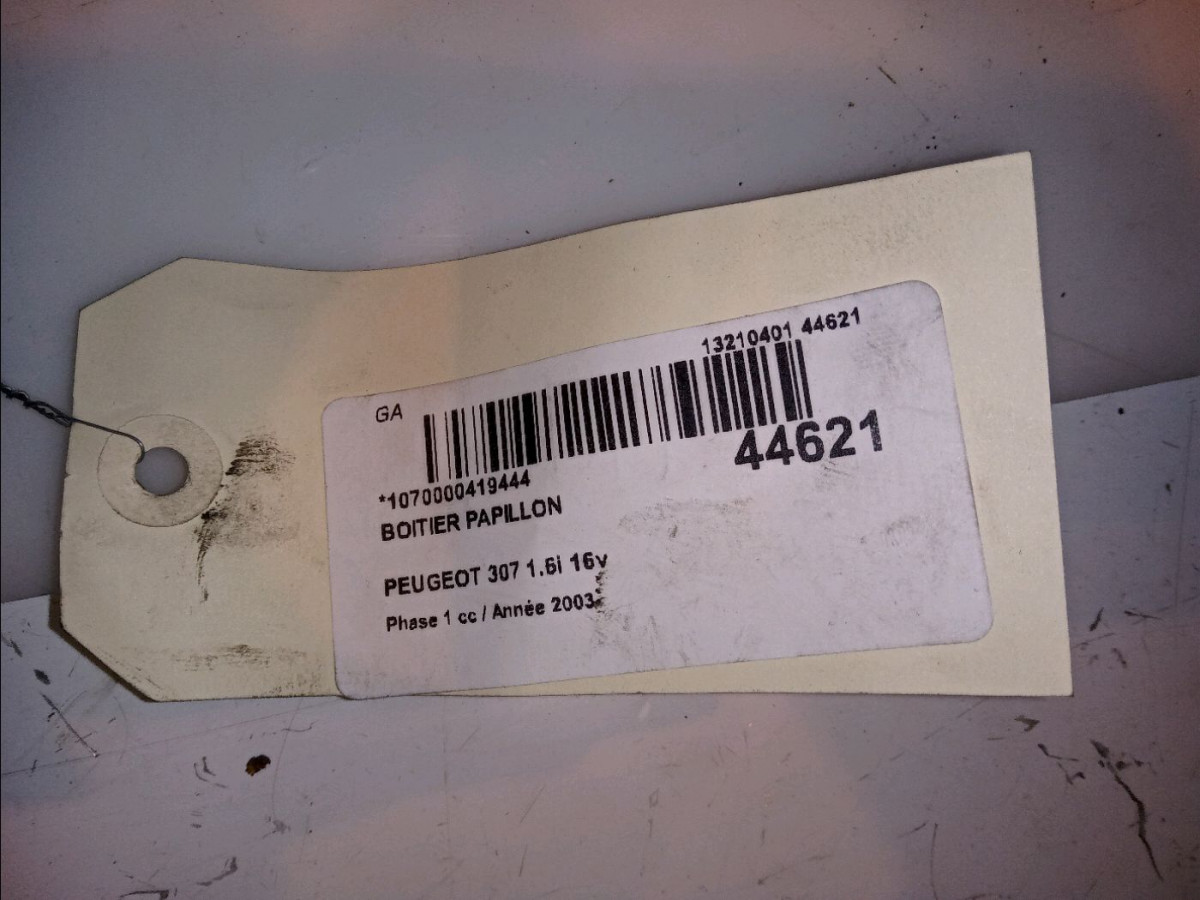 13210401 44621
GA
44621
*1070000419444
BOITIER PAPILLON
PEUGEOT 307 1.6i 16v
Phase 1 cc / Année 2003